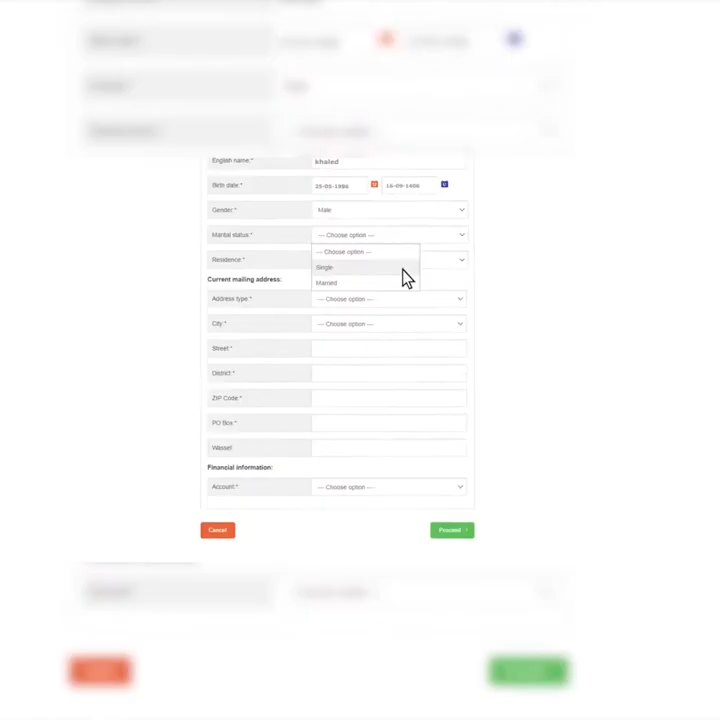 English name:* khaled
Birth date:* 25-05-1986 16-09-1406
Gender:* Male
Marital status:* --- Choose option ---
--- Choose option ---
Single
Married
Residence *
Current mailing address:
Address type:* --- Choose option ---
City:* --- Choose option ---
Street:*
District:*
ZIP Code:*
PO Box:*
Wassel:
Financial information:
Account:* --- Choose option ---
Cancel Proceed